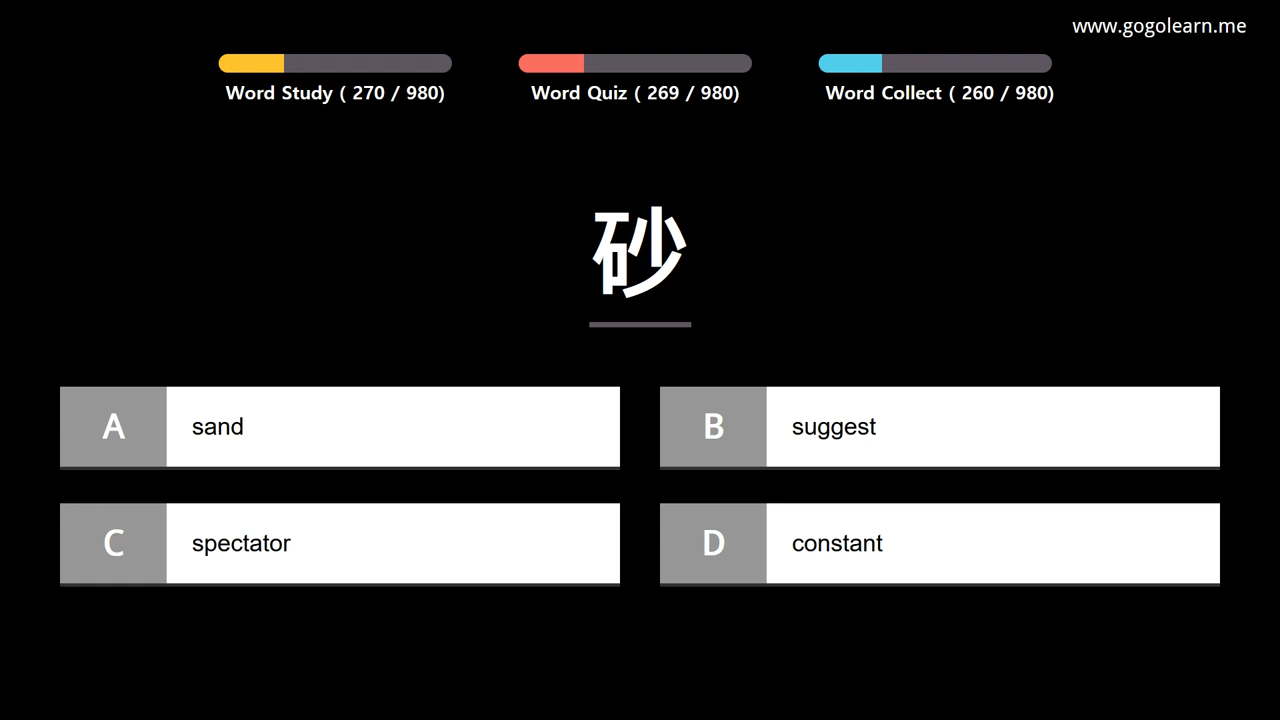 www.gogolearn.me
Word Study ( 270 / 980)
Word Quiz ( 269 / 980)
Word Collect ( 260 / 980)
砂
A sand
B suggest
C spectator
D constant